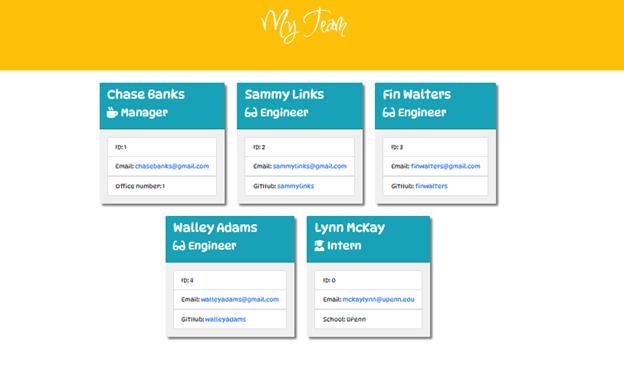 My Team
Chase Banks
Manager
ID: 1
Email: chasebanks@gmail.com
Office number: 1
Sammy Links
Engineer
ID: 2
Email: sammylinks@gmail.com
GitHub: sammylinks
Fin Walters
Engineer
ID: 3
Email: finwalters@gmail.com
GitHub: finwalters
Walley Adams
Engineer
ID: 4
Email: walleyadams@gmail.com
GitHub: walleyadams
Lynn McKay
Intern
ID: 0
Email: mckaylynn@upenn.edu
School: UPenn